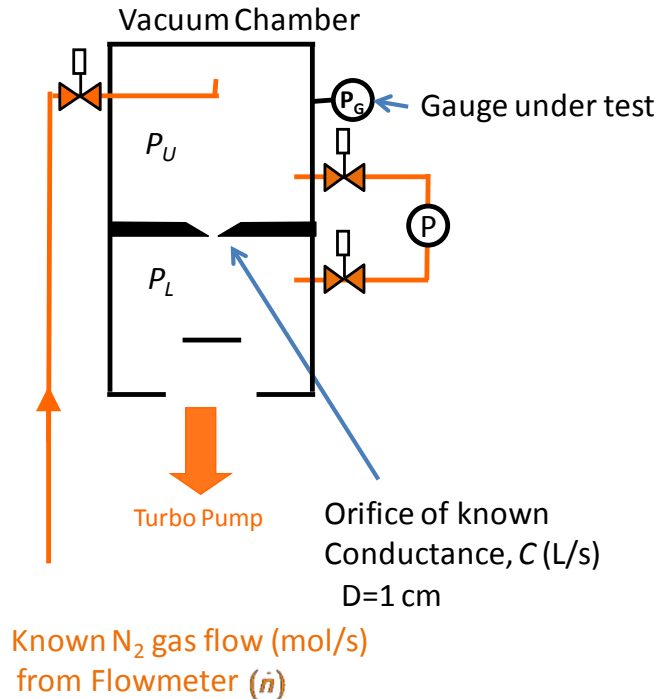 Vacuum Chamber
P_G
Gauge under test
P_U
P
P_L
Turbo Pump
Orifice of known
Conductance, C (L/s)
D=1 cm
Known N₂ gas flow (mol/s)
from Flowmeter (ṅ)